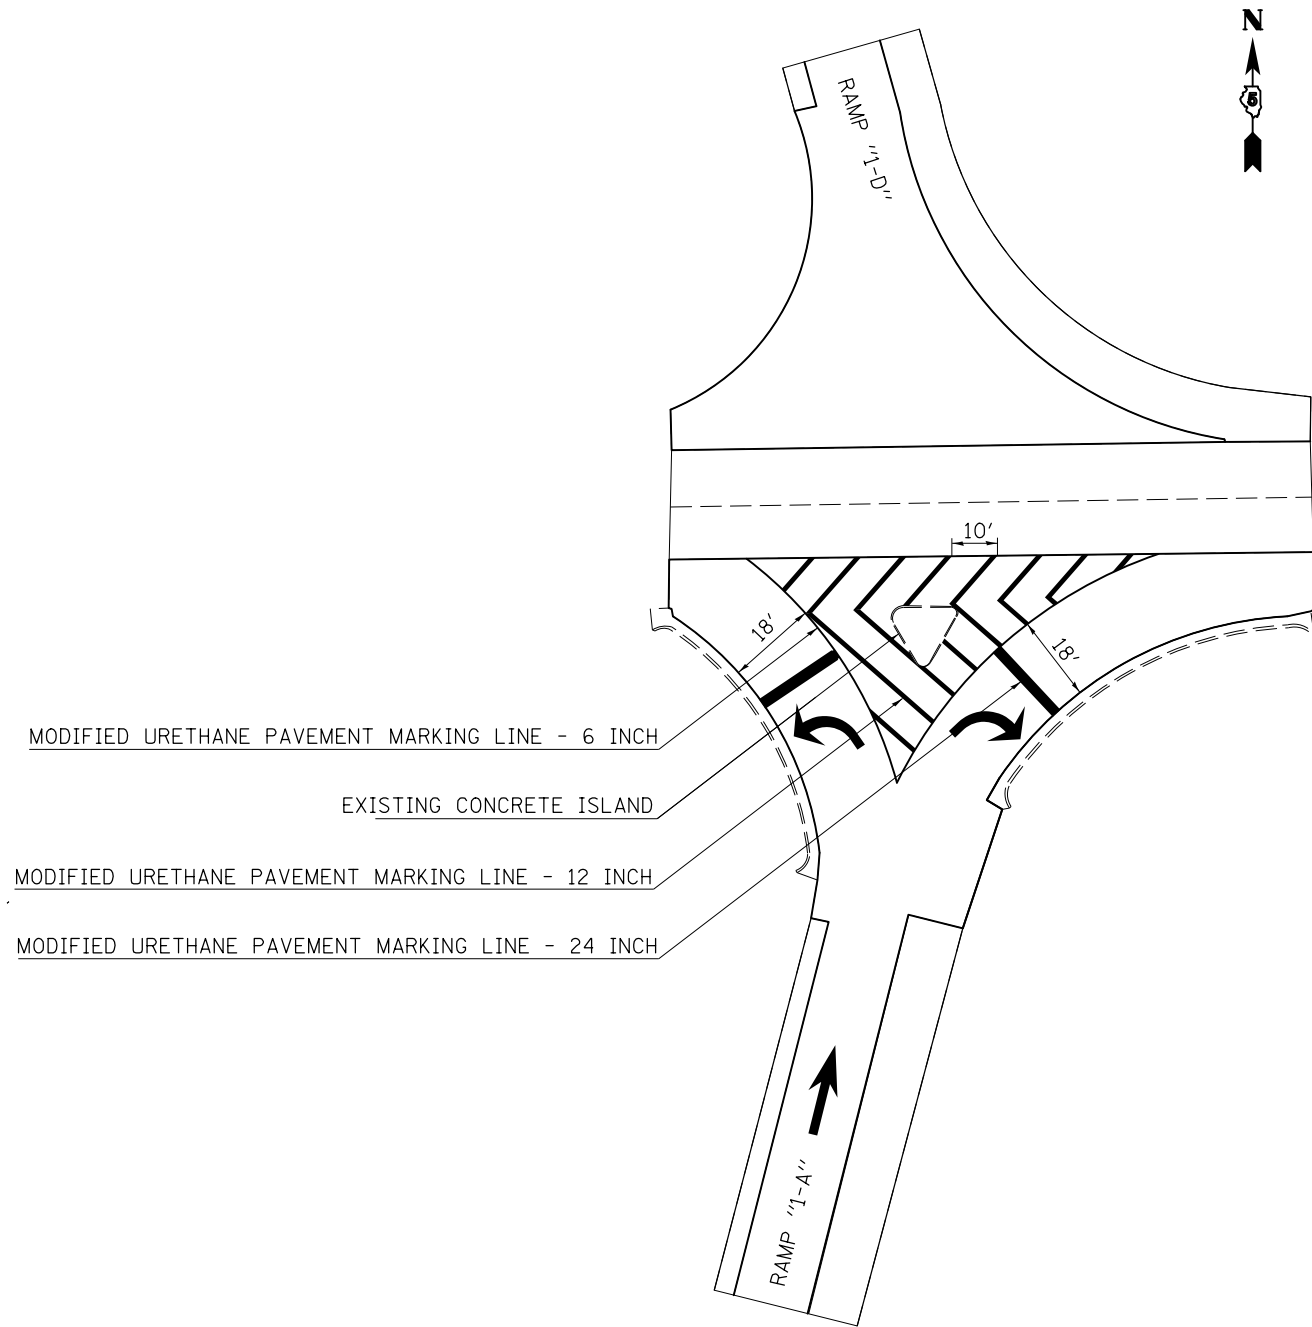 N
5
RAMP "1-D"
10'
18'
18'
MODIFIED URETHANE PAVEMENT MARKING LINE - 6 INCH
EXISTING CONCRETE ISLAND
MODIFIED URETHANE PAVEMENT MARKING LINE - 12 INCH
MODIFIED URETHANE PAVEMENT MARKING LINE - 24 INCH
RAMP "1-A"